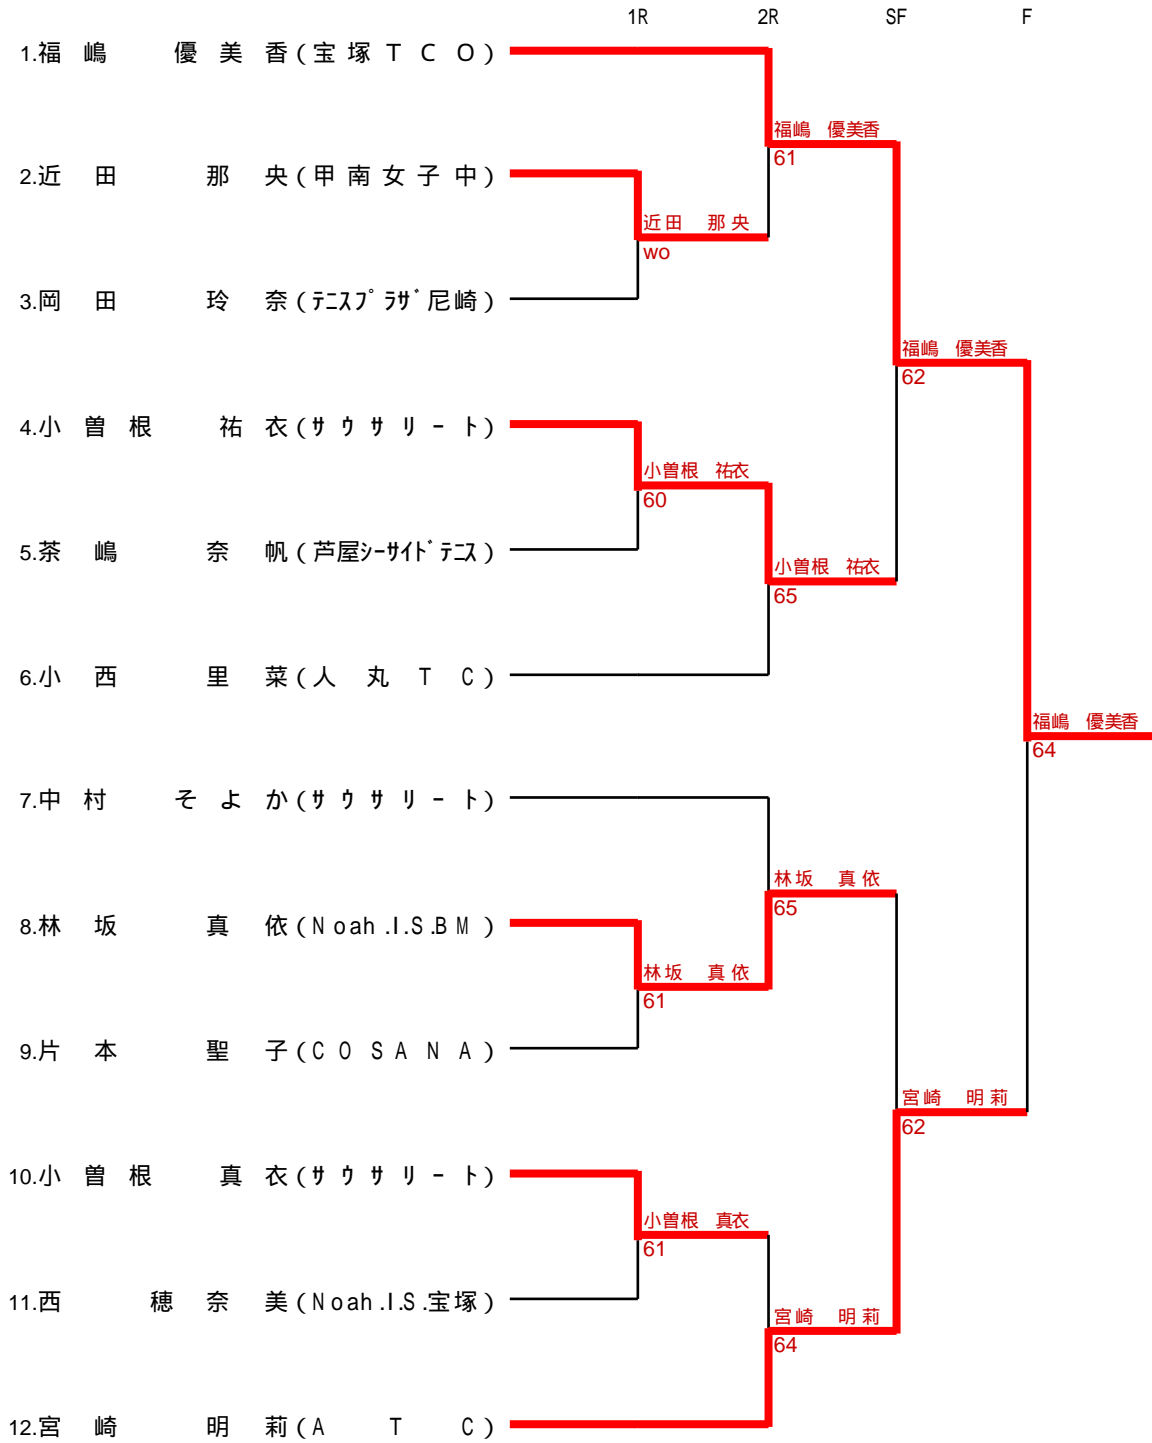 1R 2R SF F
1.福嶋 優美香(宝塚TCO)
福嶋 優美香
61
2.近田 那央(甲南女子中)
近田 那央
wo
3.岡田 玲奈(ﾃﾆｽﾌﾟﾗｻﾞ尼崎)
福嶋 優美香
62
4.小曽根 祐衣(サウサリート)
小曽根 祐衣
60
5.茶嶋 奈帆(芦屋ｼｰｻｲﾄﾞﾃﾆｽ)
小曽根 祐衣
65
6.小西 里菜(人丸TC)
福嶋 優美香
64
7.中村 そよか(サウサリート)
林坂 真依
65
8.林坂 真依(Noah.I.S.BM)
林坂 真依
61
9.片本 聖子(COSANA)
宮崎 明莉
62
10.小曽根 真衣(サウサリート)
小曽根 真衣
61
11.西 穂奈美(Noah.I.S.宝塚)
宮崎 明莉
64
12.宮崎 明莉(ATC)